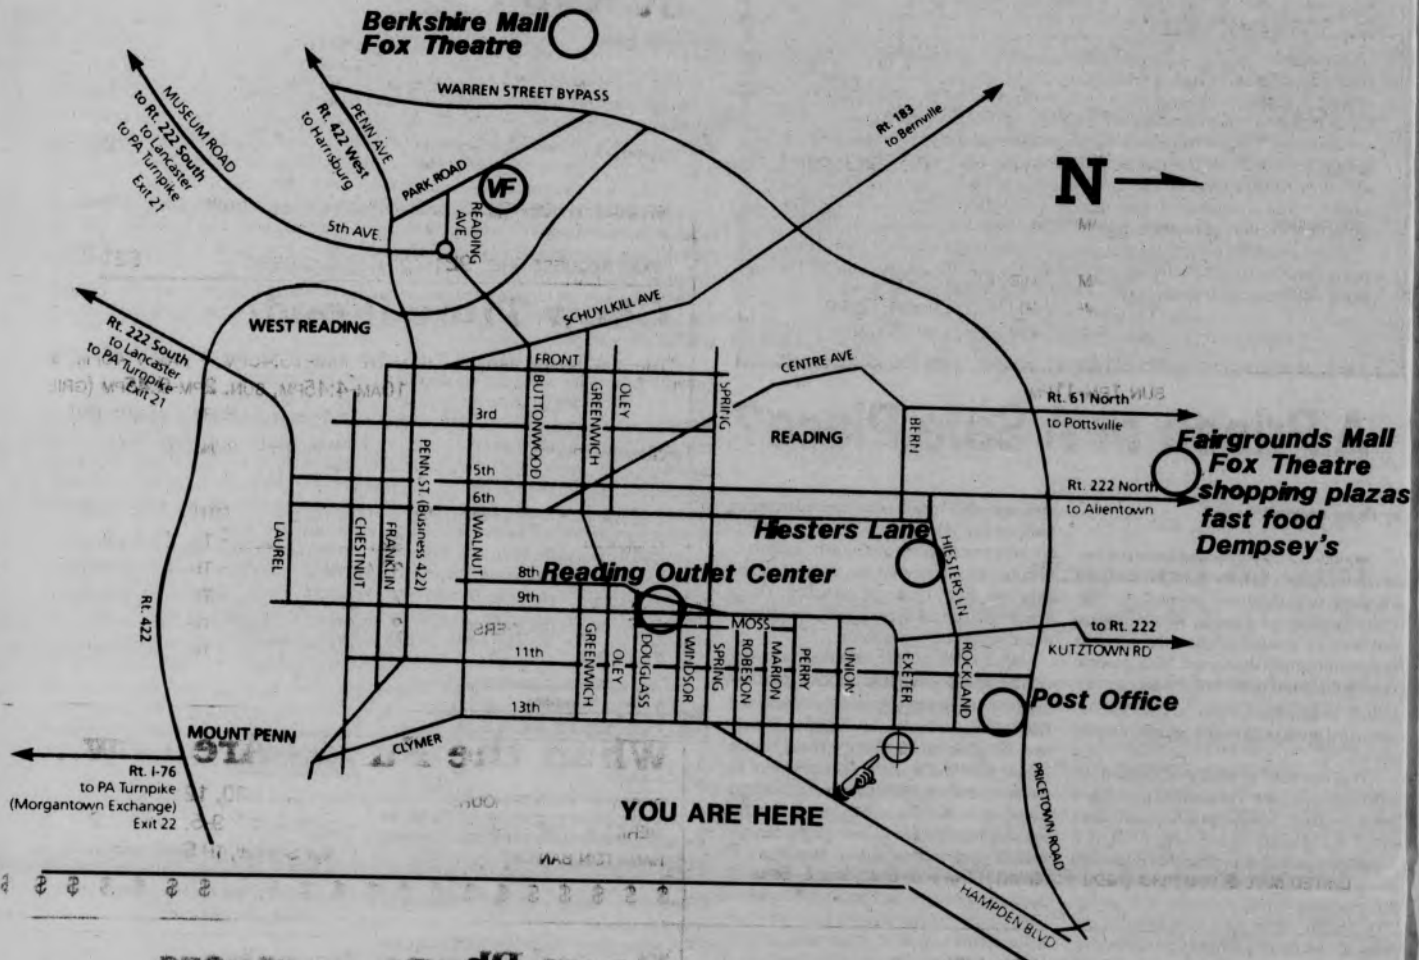 Berkshire Mall
Fox Theatre
WARREN STREET BYPASS
MUSEUM ROAD
to Rt. 222 South
to Lancaster
to PA Turnpike
Exit 21
PENN AVE
Rt. 422 West
to Harrisburg
PARK ROAD
VF
READING
AVE
5th AVE
Rt. 183
to Bernville
N
Rt. 222 South
to Lancaster
to PA Turnpike
Exit 21
WEST READING
SCHUYLKILL AVE
FRONT
BUTTONWOOD
GREENWICH
OLEY
SPRING
CENTRE AVE
READING
BERN
Rt. 61 North
to Pottsville
Fairgrounds Mall
Fox Theatre
shopping plazas
fast food
Dempsey's
Rt. 222 North
to Allentown
3rd
5th
6th
PENN ST. (Business 422)
WALNUT
LAUREL
CHESTNUT
FRANKLIN
Hiesters Lane
HIESTERS LN
8th
Reading Outlet Center
9th
MOSS
to Rt. 222
KUTZTOWN RD
Rt. 422
11th
GREENWICH
OLEY
DOUGLASS
WINDSOR
SPRING
ROBESON
MARION
PERRY
UNION
EXETER
ROCKLAND
Post Office
13th
MOUNT PENN
CLYMER
Rt. I-76
to PA Turnpike
(Morgantown Exchange)
Exit 22
YOU ARE HERE
PRICETOWN ROAD
HAMPDEN BLVD